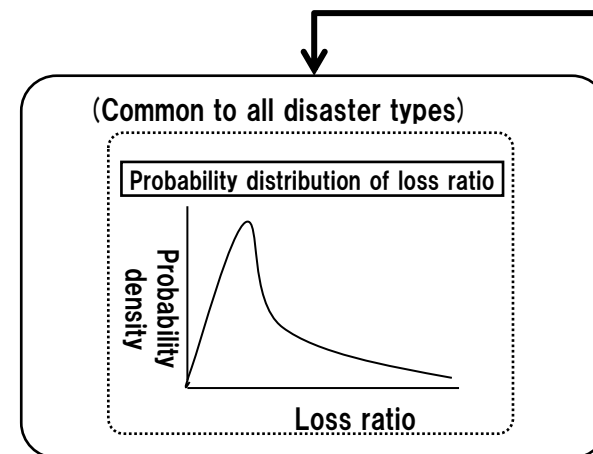 (Common to all disaster types)
Probability distribution of loss ratio
Probability
density
Loss ratio